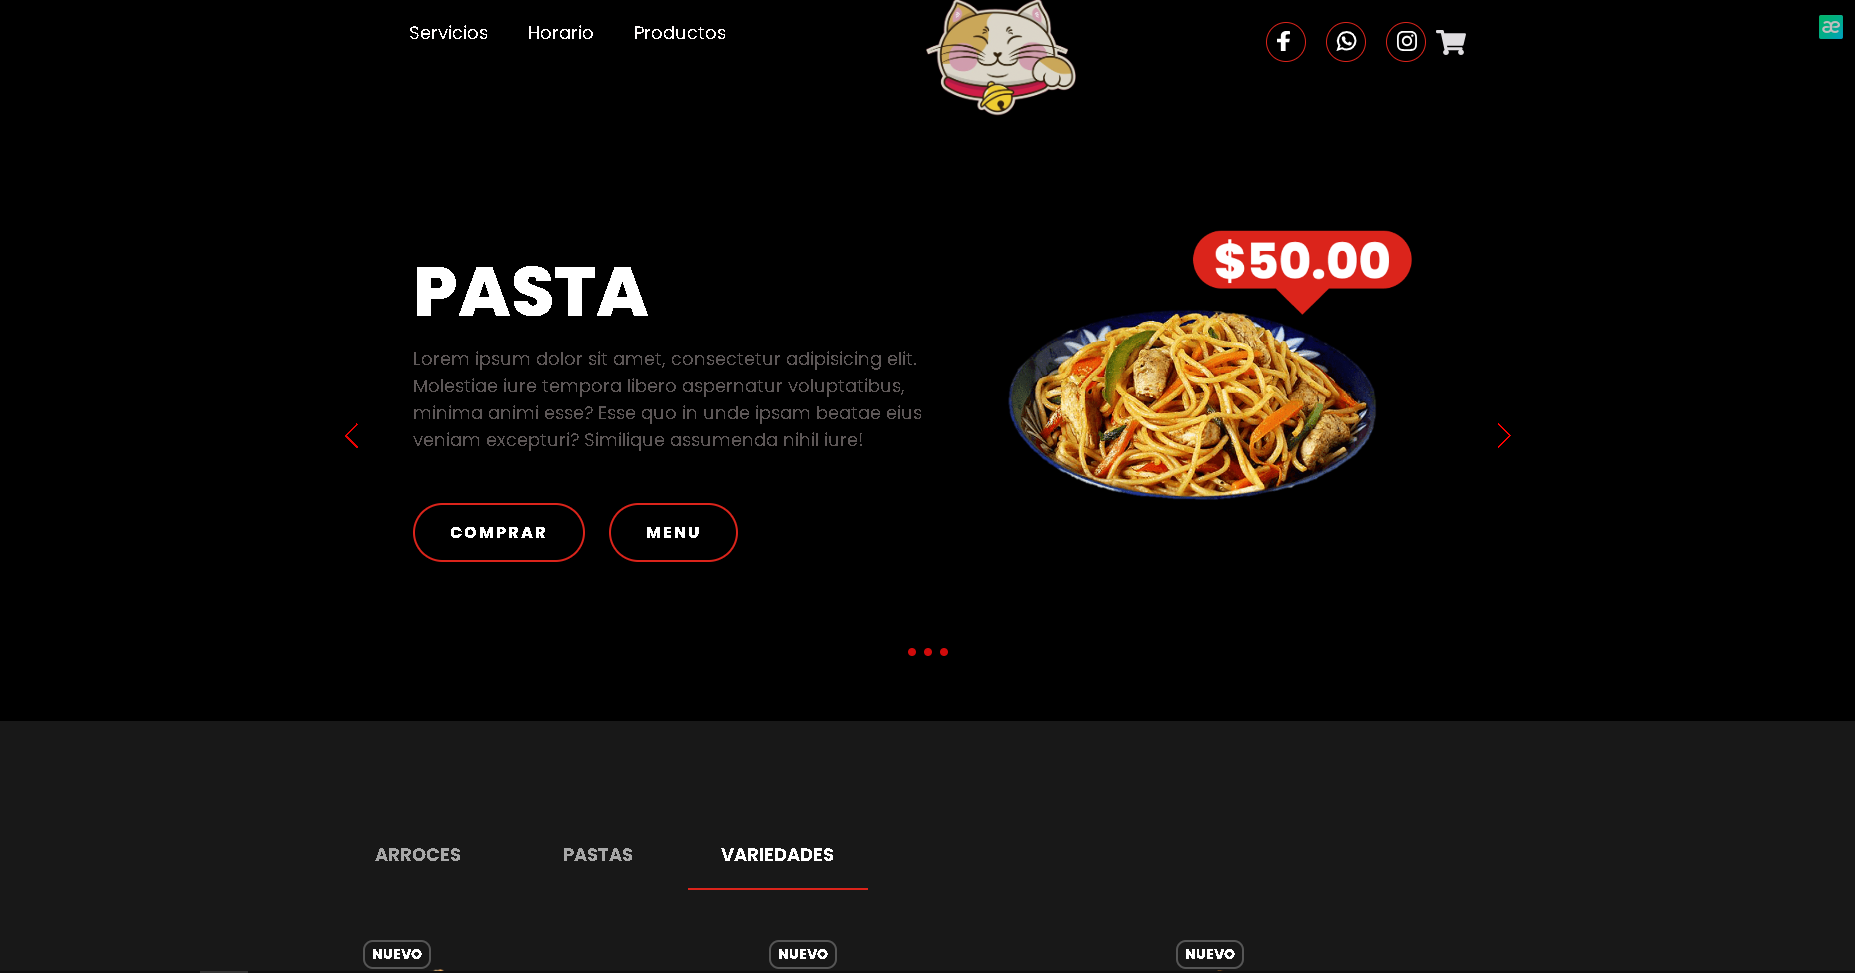 Servicios
Horario
Productos
æ
$50.00
PASTA
Lorem ipsum dolor sit amet, consectetur adipisicing elit.
Molestiae iure tempora libero aspernatur voluptatibus,
minima animi esse? Esse quo in unde ipsam beatae eius
veniam excepturi? Similique assumenda nihil iure!
COMPRAR
MENU
ARROCES
PASTAS
VARIEDADES
NUEVO
NUEVO
NUEVO